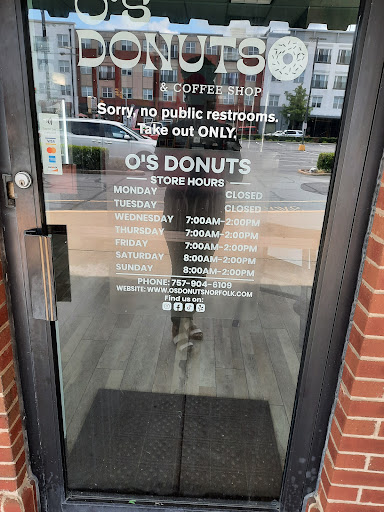 O'S
DONUTS
& COFFEE SHOP
Sorry, no public restrooms.
Take out ONLY.
O'S DONUTS
STORE HOURS
MONDAY CLOSED
TUESDAY CLOSED
WEDNESDAY 7:00AM-2:00PM
THURSDAY 7:00AM-2:00PM
FRIDAY 7:00AM-2:00PM
SATURDAY 8:00AM-2:00PM
SUNDAY 8:00AM-2:00PM
PHONE: 757-904-6109
WEBSITE: WWW.OSDONUTSNORFOLK.COM
Find us on:
VISA